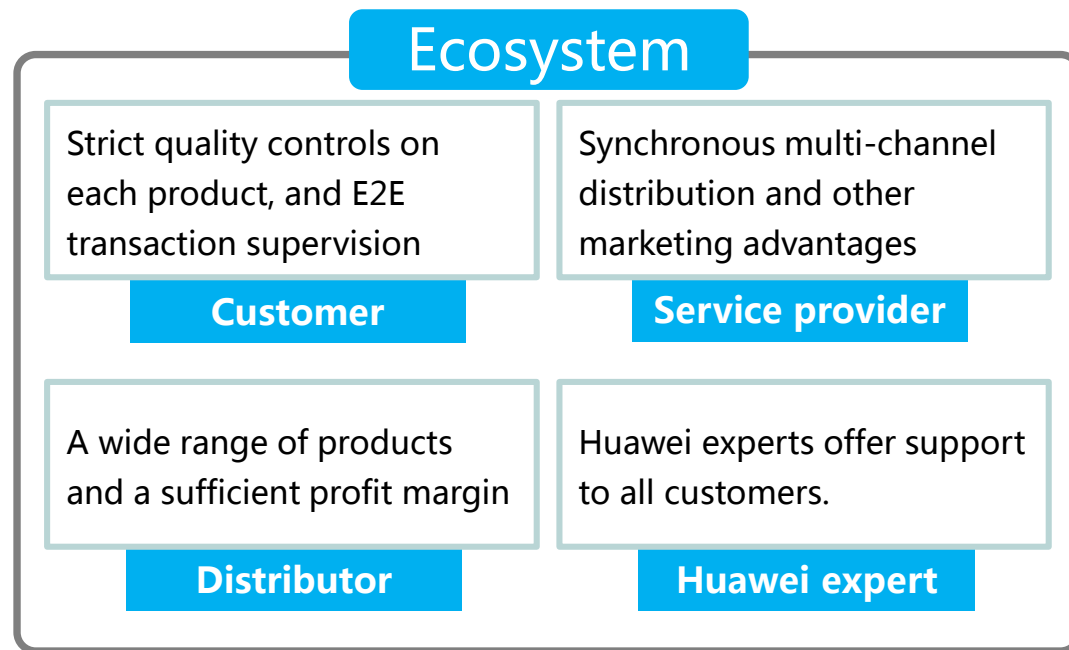 Ecosystem
Strict quality controls on
each product, and E2E
transaction supervision
Customer
Synchronous multi-channel
distribution and other
marketing advantages
Service provider
A wide range of products
and a sufficient profit margin
Distributor
Huawei experts offer support
to all customers.
Huawei expert